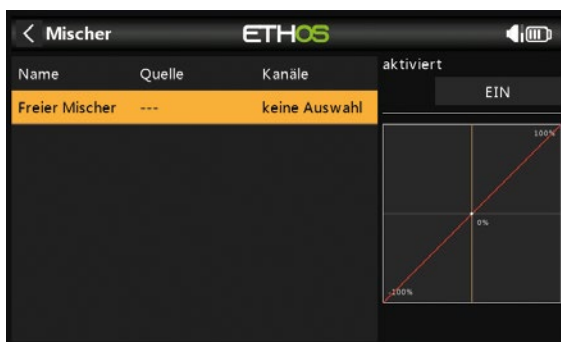 Mischer
ETHOS
Name Quelle Kanäle
Freier Mischer --- keine Auswahl
aktiviert
EIN
100%
0%
-100%